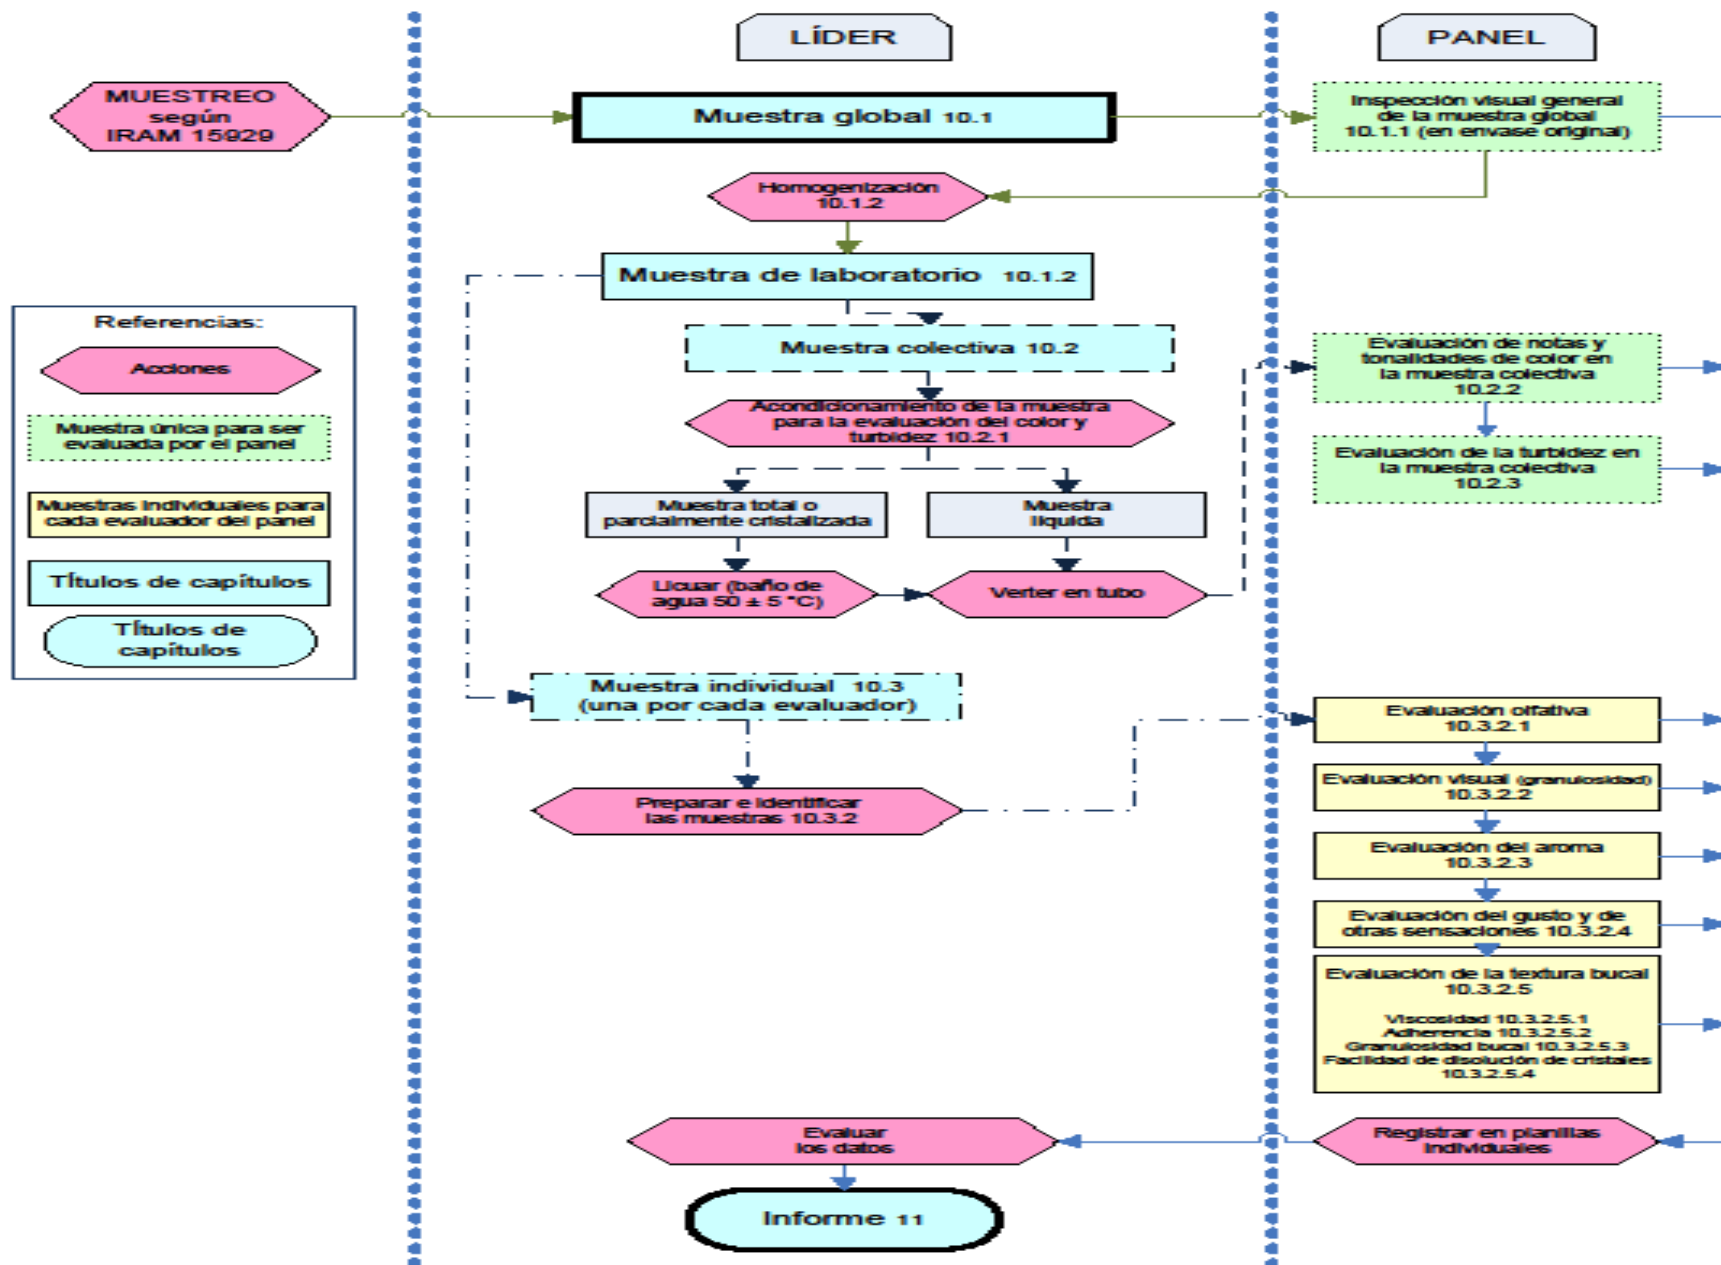 LÍDER
PANEL
MUESTREO
según
IRAM 15929
Muestra global 10.1
Inspección visual general
de la muestra global
10.1.1 (en envase original)
Homogenización
10.1.2
Muestra de laboratorio 10.1.2
Referencias:
Acciones
Muestra única para ser
evaluada por el panel
Muestras individuales para
cada evaluador del panel
Títulos de capítulos
Títulos de
capítulos
Muestra colectiva 10.2
Acondicionamiento de la muestra
para la evaluación del color y
turbidez 10.2.1
Muestra total o
parcialmente cristalizada
Muestra
líquida
Licuar (baño de
agua 50 ± 5 °C)
Verter en tubo
Evaluación de notas y
tonalidades de color en
la muestra colectiva
10.2.2
Evaluación de la turbidez en
la muestra colectiva
10.2.3
Muestra individual 10.3
(una por cada evaluador)
Preparar e identificar
las muestras 10.3.2
Evaluación olfativa
10.3.2.1
Evaluación visual (granulosidad)
10.3.2.2
Evaluación del aroma
10.3.2.3
Evaluación del gusto y de
otras sensaciones 10.3.2.4
Evaluación de la textura bucal
10.3.2.5
Viscosidad 10.3.2.5.1
Adherencia 10.3.2.5.2
Granulosidad bucal 10.3.2.5.3
Facilidad de disolución de cristales
10.3.2.5.4
Evaluar
los datos
Registrar en planillas
individuales
Informe 11